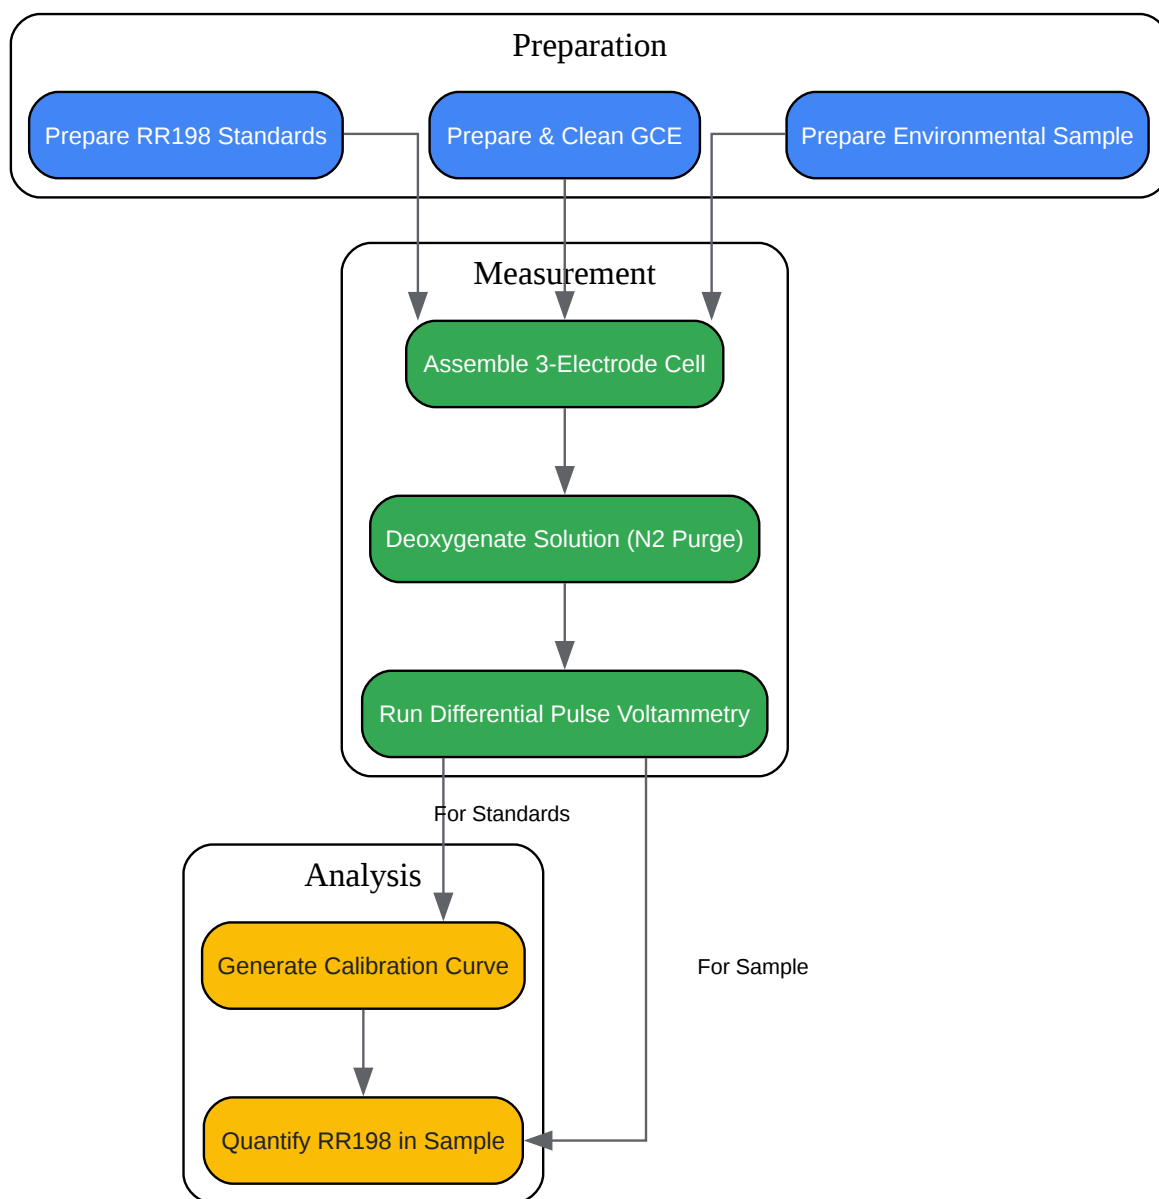 Preparation
Prepare RR198 Standards
Prepare & Clean GCE
Prepare Environmental Sample
Measurement
Assemble 3-Electrode Cell
Deoxygenate Solution (N2 Purge)
Run Differential Pulse Voltammetry
For Standards
Analysis
Generate Calibration Curve
For Sample
Quantify RR198 in Sample